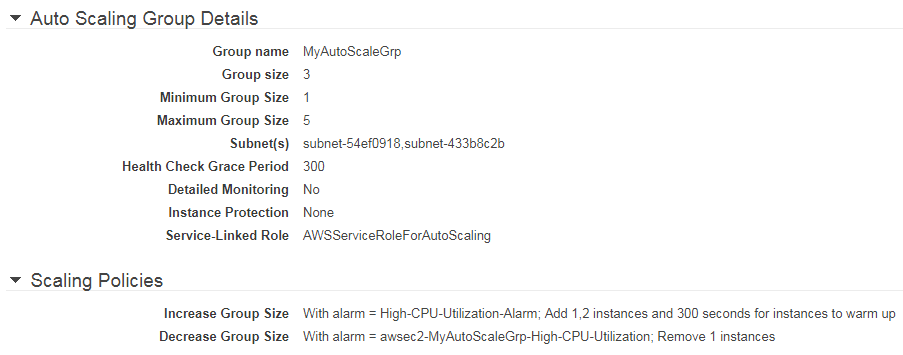 Auto Scaling Group Details
Group name MyAutoScaleGrp
Group size 3
Minimum Group Size 1
Maximum Group Size 5
Subnet(s) subnet-54ef0918,subnet-433b8c2b
Health Check Grace Period 300
Detailed Monitoring No
Instance Protection None
Service-Linked Role AWSServiceRoleForAutoScaling
Scaling Policies
Increase Group Size With alarm = High-CPU-Utilization-Alarm; Add 1,2 instances and 300 seconds for instances to warm up
Decrease Group Size With alarm = awsec2-MyAutoScaleGrp-High-CPU-Utilization; Remove 1 instances